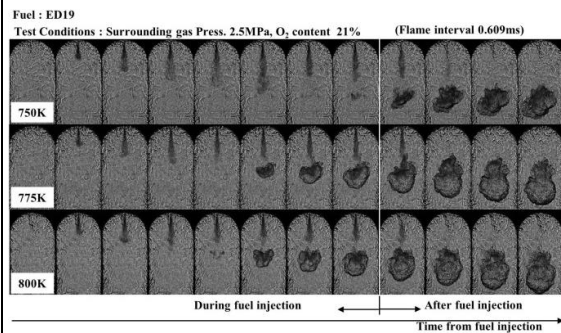 Fuel : ED19
Test Conditions : Surrounding gas Press. 2.5MPa, O₂ content 21% (Flame interval 0.609ms)
750K
775K
800K
During fuel injection After fuel injection
Time from fuel injection